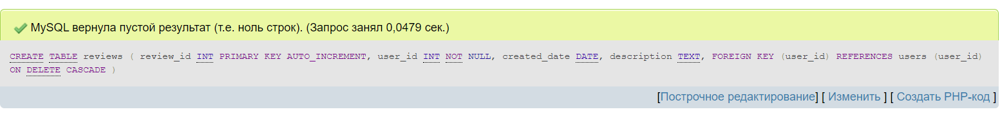 MySQL вернула пустой результат (т.е. ноль строк). (Запрос занял 0,0479 сек.)
CREATE TABLE reviews ( review_id INT PRIMARY KEY AUTO_INCREMENT, user_id INT NOT NULL, created_date DATE, description TEXT, FOREIGN KEY (user_id) REFERENCES users (user_id)
ON DELETE CASCADE )
[Построчное редактирование] [ Изменить ] [ Создать PHP-код ]